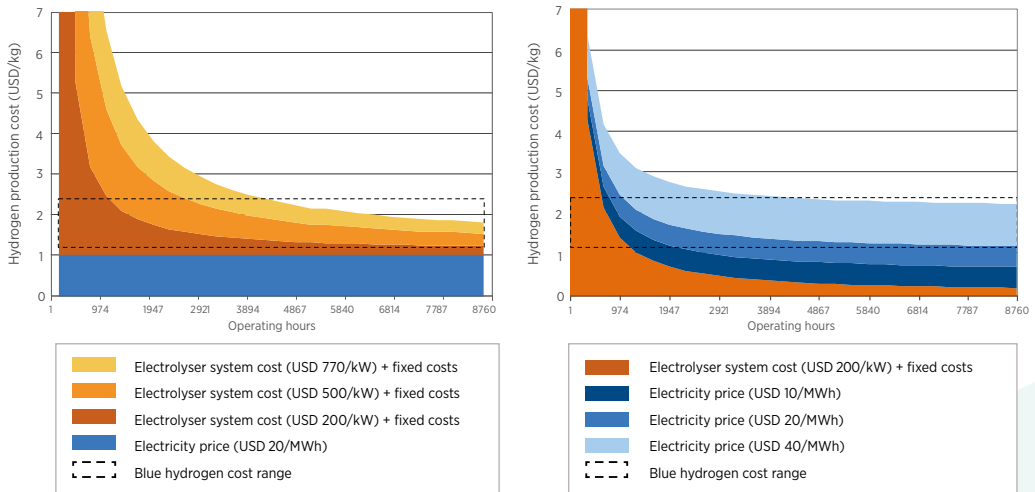 Hydrogen production cost (USD/kg)
7
6
5
4
3
2
1
0
1 974 1947 2921 3894 4867 5840 6814 7787 8760
Operating hours
Electrolyser system cost (USD 770/kW) + fixed costs
Electrolyser system cost (USD 500/kW) + fixed costs
Electrolyser system cost (USD 200/kW) + fixed costs
Electricity price (USD 20/MWh)
Blue hydrogen cost range
Hydrogen production cost (USD/kg)
7
6
5
4
3
2
1
0
1 974 1947 2921 3894 4867 5840 6814 7787 8760
Operating hours
Electrolyser system cost (USD 200/kW) + fixed costs
Electricity price (USD 10/MWh)
Electricity price (USD 20/MWh)
Electricity price (USD 40/MWh)
Blue hydrogen cost range